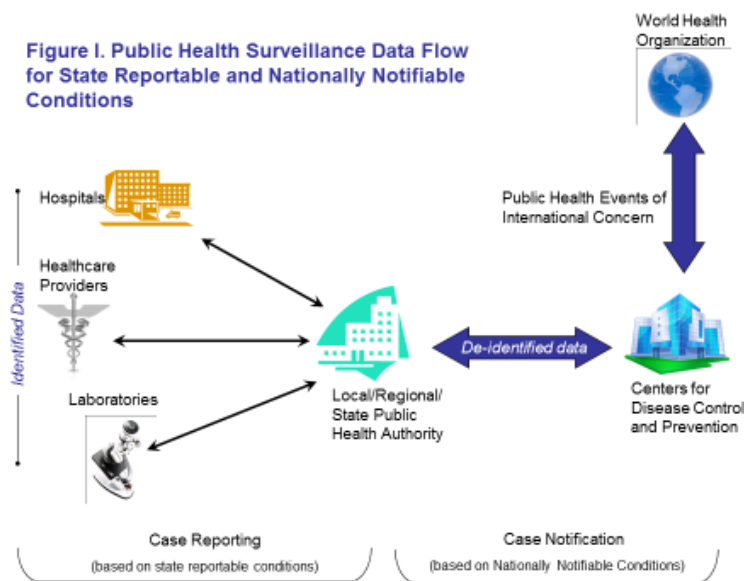 World Health
Organization
Figure I. Public Health Surveillance Data Flow
for State Reportable and Nationally Notifiable
Conditions
Hospitals
Public Health Events of
International Concern
Healthcare
Providers
Identified Data
De-identified data
Laboratories
Local/Regional/
State Public
Health Authority
Centers for
Disease Control
and Prevention
Case Reporting
(based on state reportable conditions)
Case Notification
(based on Nationally Notifiable Conditions)